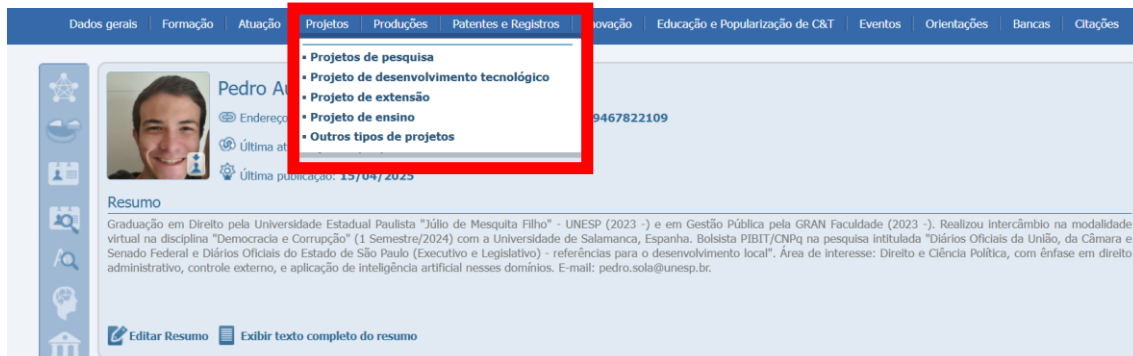 Dados gerais Formação Atuação Projetos Produções Patentes e Registros ovação Educação e Popularização de C&T Eventos Orientações Bancas Citações
▪ Projetos de pesquisa
▪ Projeto de desenvolvimento tecnológico
▪ Projeto de extensão
▪ Projeto de ensino
▪ Outros tipos de projetos
Pedro Au
Endereço 9467822109
Última at
Última publicação: 15/04/2025
Resumo
Graduação em Direito pela Universidade Estadual Paulista "Júlio de Mesquita Filho" - UNESP (2023 -) e em Gestão Pública pela GRAN Faculdade (2023 -). Realizou intercâmbio na modalidade
virtual na disciplina "Democracia e Corrupção" (1 Semestre/2024) com a Universidade de Salamanca, Espanha. Bolsista PIBIT/CNPq na pesquisa intitulada "Diários Oficiais da União, da Câmara e
Senado Federal e Diários Oficiais do Estado de São Paulo (Executivo e Legislativo) - referências para o desenvolvimento local". Área de interesse: Direito e Ciência Política, com ênfase em direito
administrativo, controle externo, e aplicação de inteligência artificial nesses domínios. E-mail: pedro.sola@unesp.br.
Editar Resumo Exibir texto completo do resumo